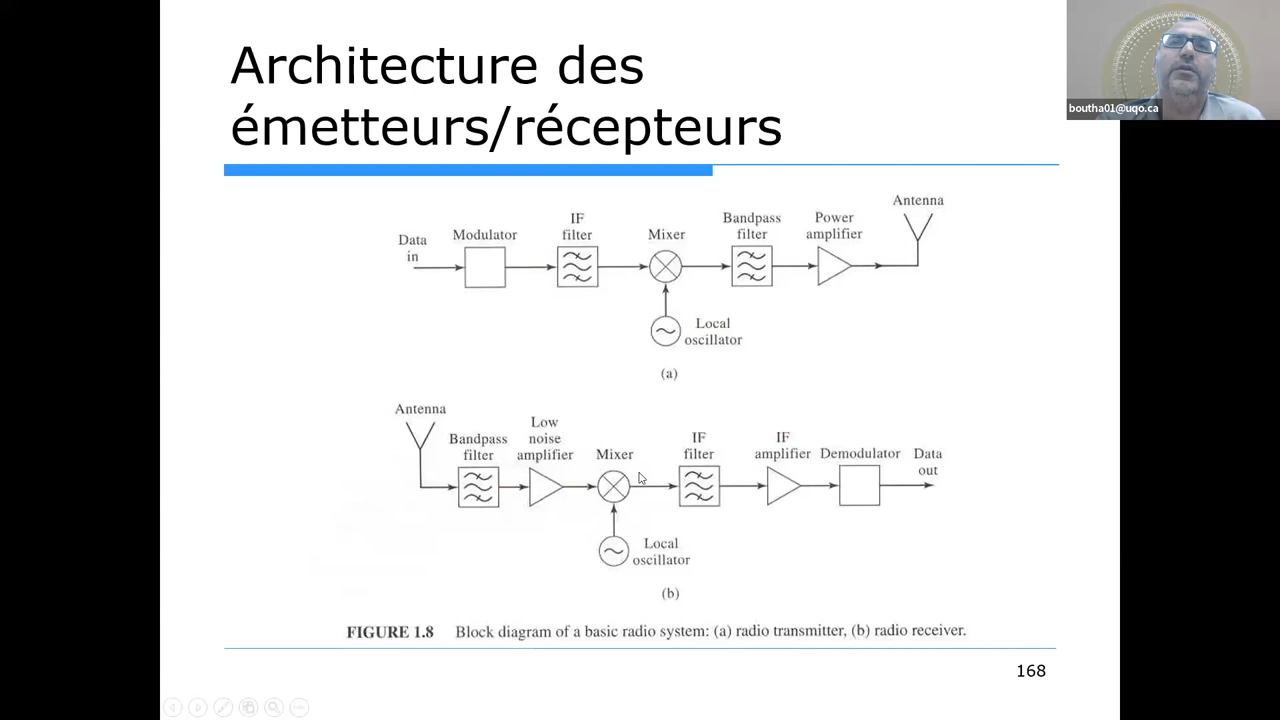 Architecture des
émetteurs/récepteurs
boutha01@uqo.ca
Antenna
IF
filter
Bandpass
filter
Power
amplifier
Data
in
Modulator
Mixer
Local
oscillator
(a)
Antenna
Low
noise
amplifier
Bandpass
filter
Mixer
IF
filter
IF
amplifier
Demodulator
Data
out
Local
oscillator
(b)
FIGURE 1.8 Block diagram of a basic radio system: (a) radio transmitter, (b) radio receiver.
168